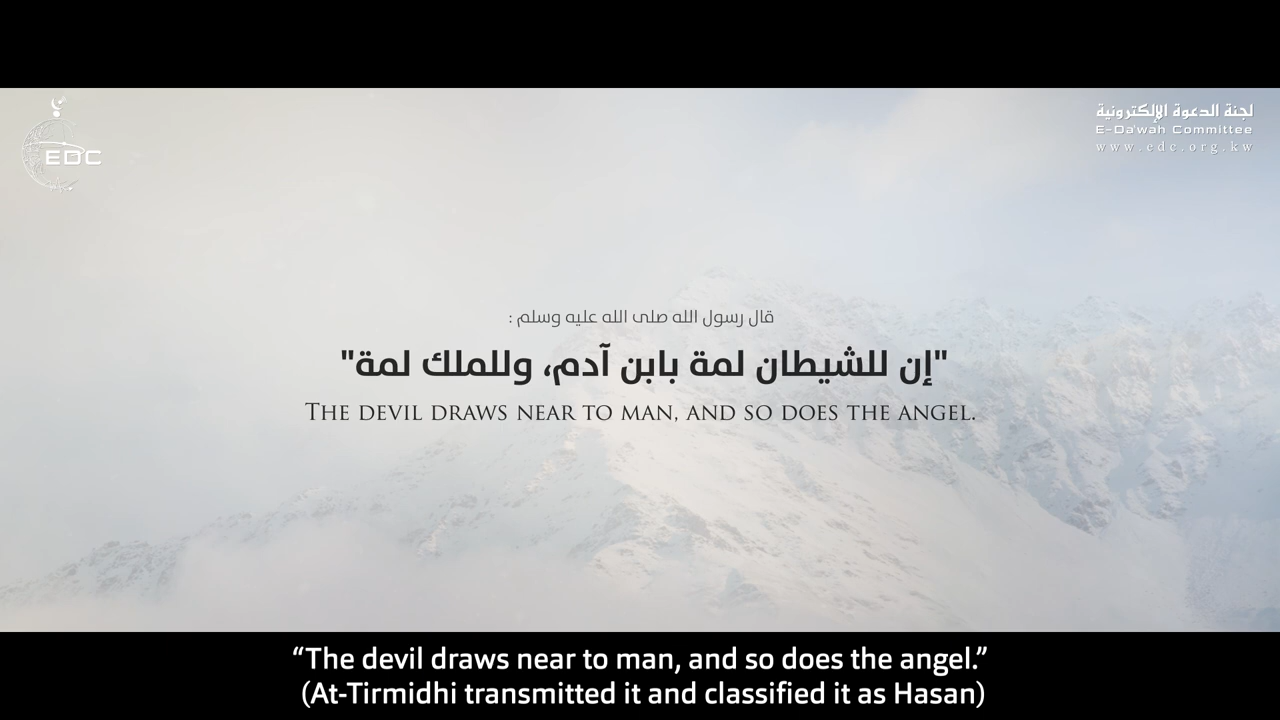 EDC
لجنة الدعوة الإلكترونية
E-Da'wah Committee
www.edc.org.kw
قال رسول الله صلى الله عليه وسلم :
"إن للشيطان لمة بابن آدم، وللملك لمة"
The devil draws near to man, and so does the angel.
“The devil draws near to man, and so does the angel.”
(At-Tirmidhi transmitted it and classified it as Hasan)